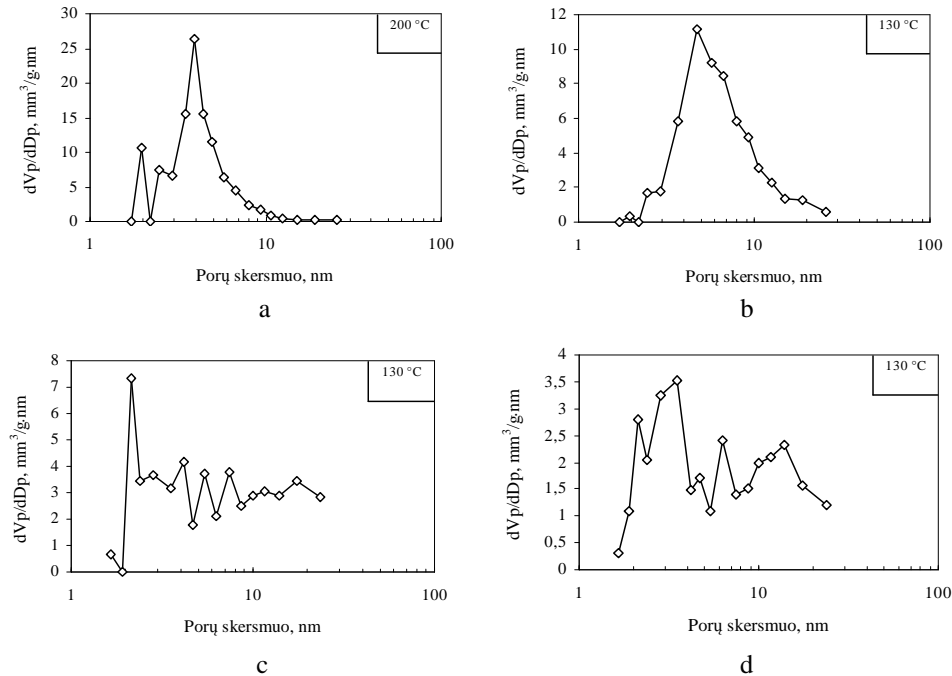 200 °C
dVp/dDp, mm³/g·nm
30
25
20
15
10
5
0
1 10 100
Porų skersmuo, nm
a
130 °C
dVp/dDp, mm³/g·nm
12
10
8
6
4
2
0
1 10 100
Porų skersmuo, nm
b
130 °C
dVp/dDp, mm³/g·nm
8
7
6
5
4
3
2
1
0
1 10 100
Porų skersmuo, nm
c
130 °C
dVp/dDp, mm³/g·nm
4
3,5
3
2,5
2
1,5
1
0,5
0
1 10 100
Porų skersmuo, nm
d